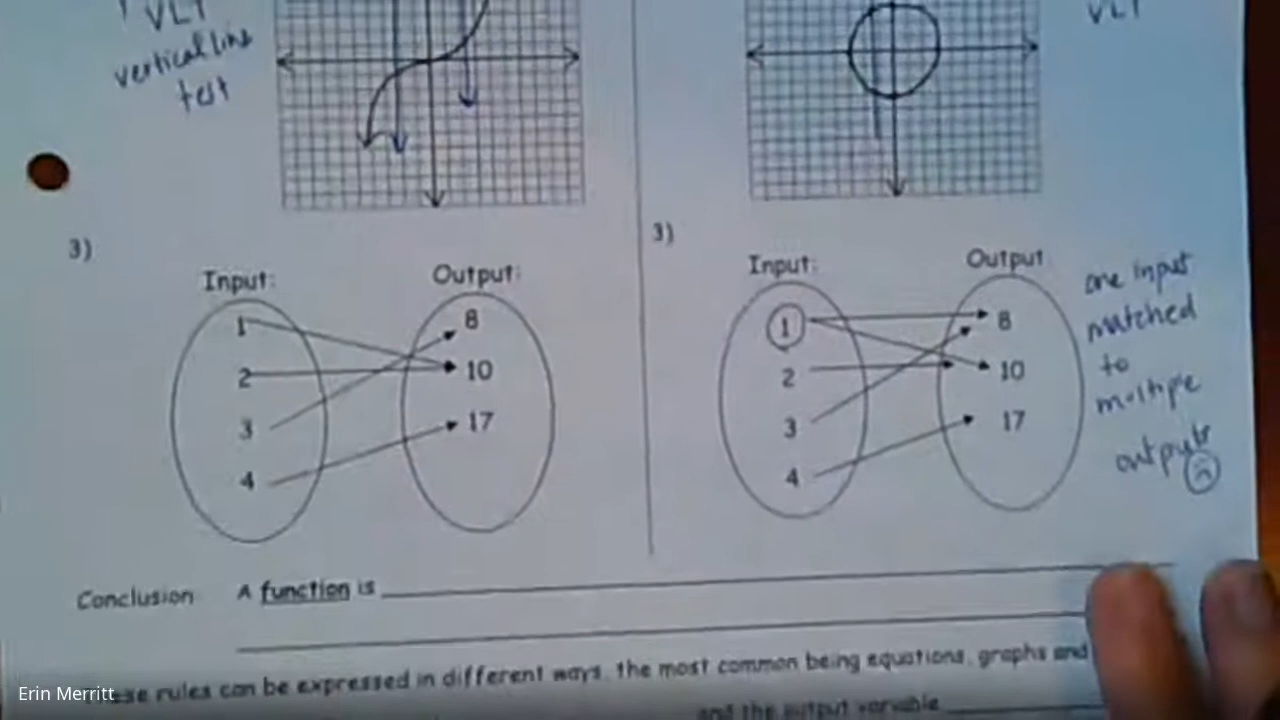 VLT
vertical line
test
VLT
3)
Input:
Output:
1
2
3
4
8
10
17
3)
Input:
Output
1
2
3
4
8
10
17
one input
matched
to
multiple
outputs
Conclusion A function is
these rules can be expressed in different ways, the most common being equations, graphs and
and the output variable
Erin Merritt